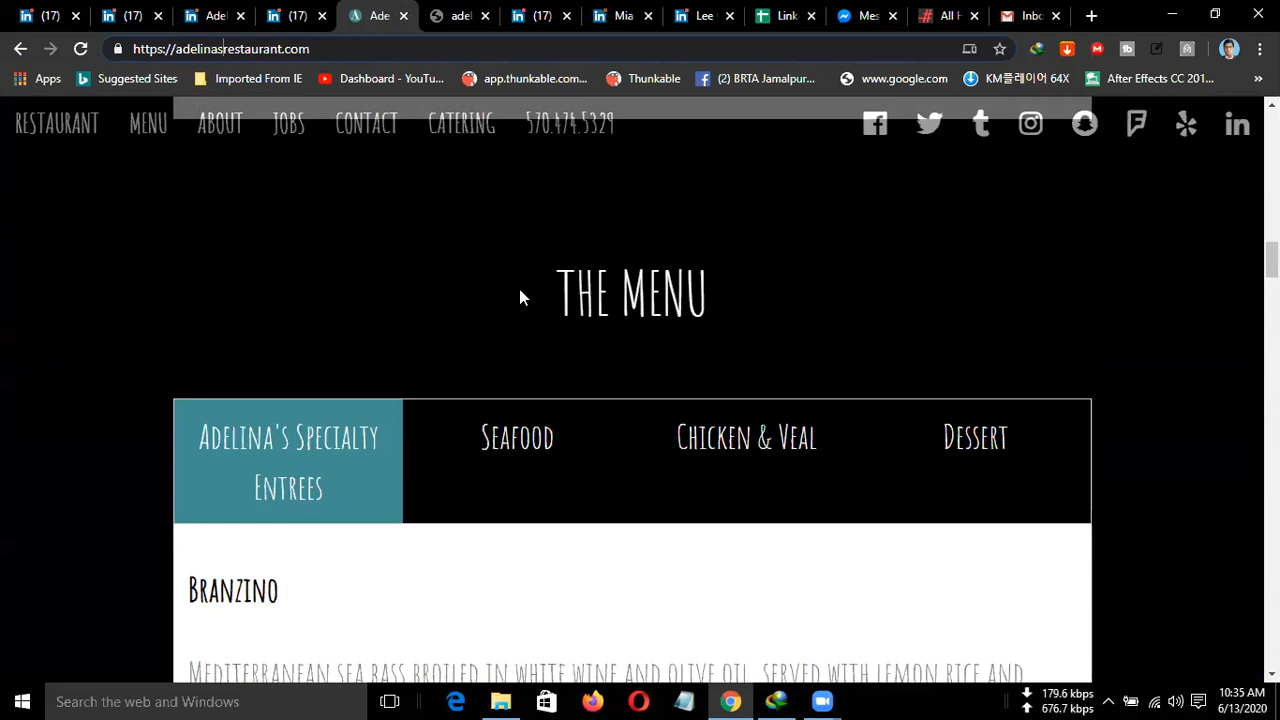 (17)
(17)
Adel
(17)
Ade
adel
(17)
Mia
Lee
Link
Mes
All H
Inbo
https://adelinasrestaurant.com
Apps
Suggested Sites
Imported From IE
Dashboard - YouTu...
app.thunkable.com...
Thunkable
(2) BRTA Jamalpur...
www.google.com
KM플레이어 64X
After Effects CC 201...
»
RESTAURANT MENU ABOUT JOBS CONTACT CATERING 570.474.5329
THE MENU
ADELINA'S SPECIALTY
ENTREES
SEAFOOD
CHICKEN & VEAL
DESSERT
BRANZINO
MEDITERRANEAN SEA BASS BROILED IN WHITE WINE AND OLIVE OIL, SERVED WITH LEMON RICE AND
Search the web and Windows
179.6 kbps
676.7 kbps
10:35 AM
6/13/2020